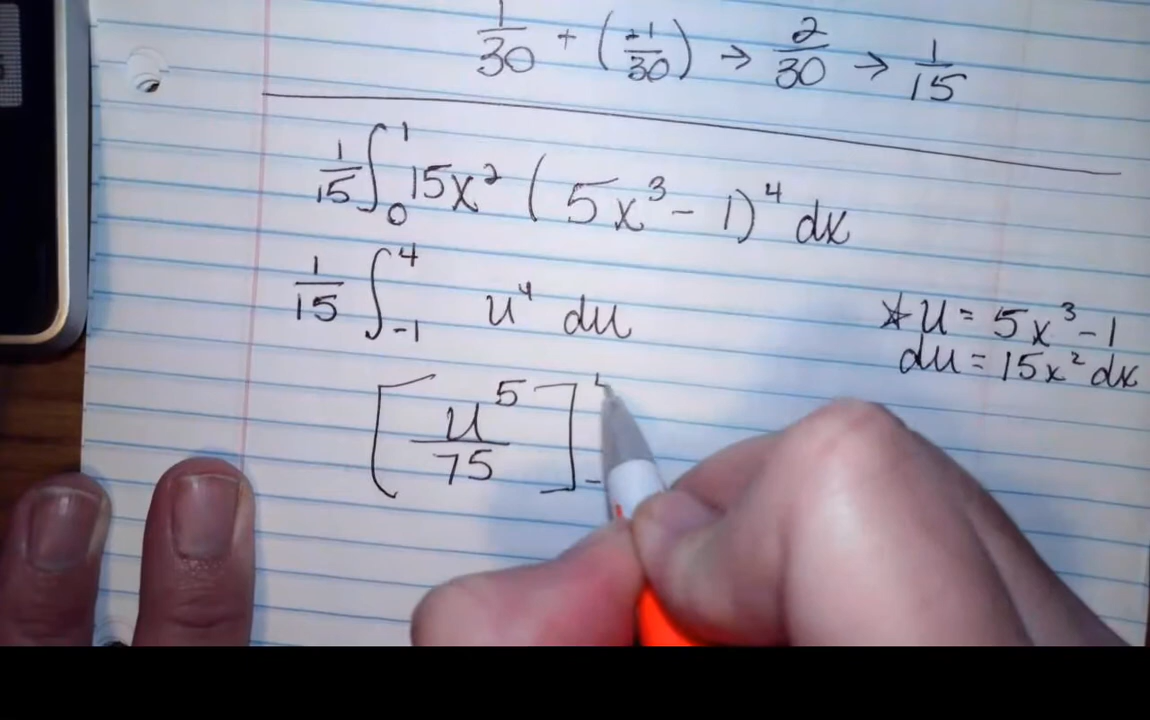 1/30 + (-1/30) → 2/30 → 1/15
1/15 ∫₀¹ 15x² (5x³ - 1)⁴ dx
1/15 ∫₋₁⁴ u⁴ du
* u = 5x³ - 1
du = 15x² dx
[u⁵/75]